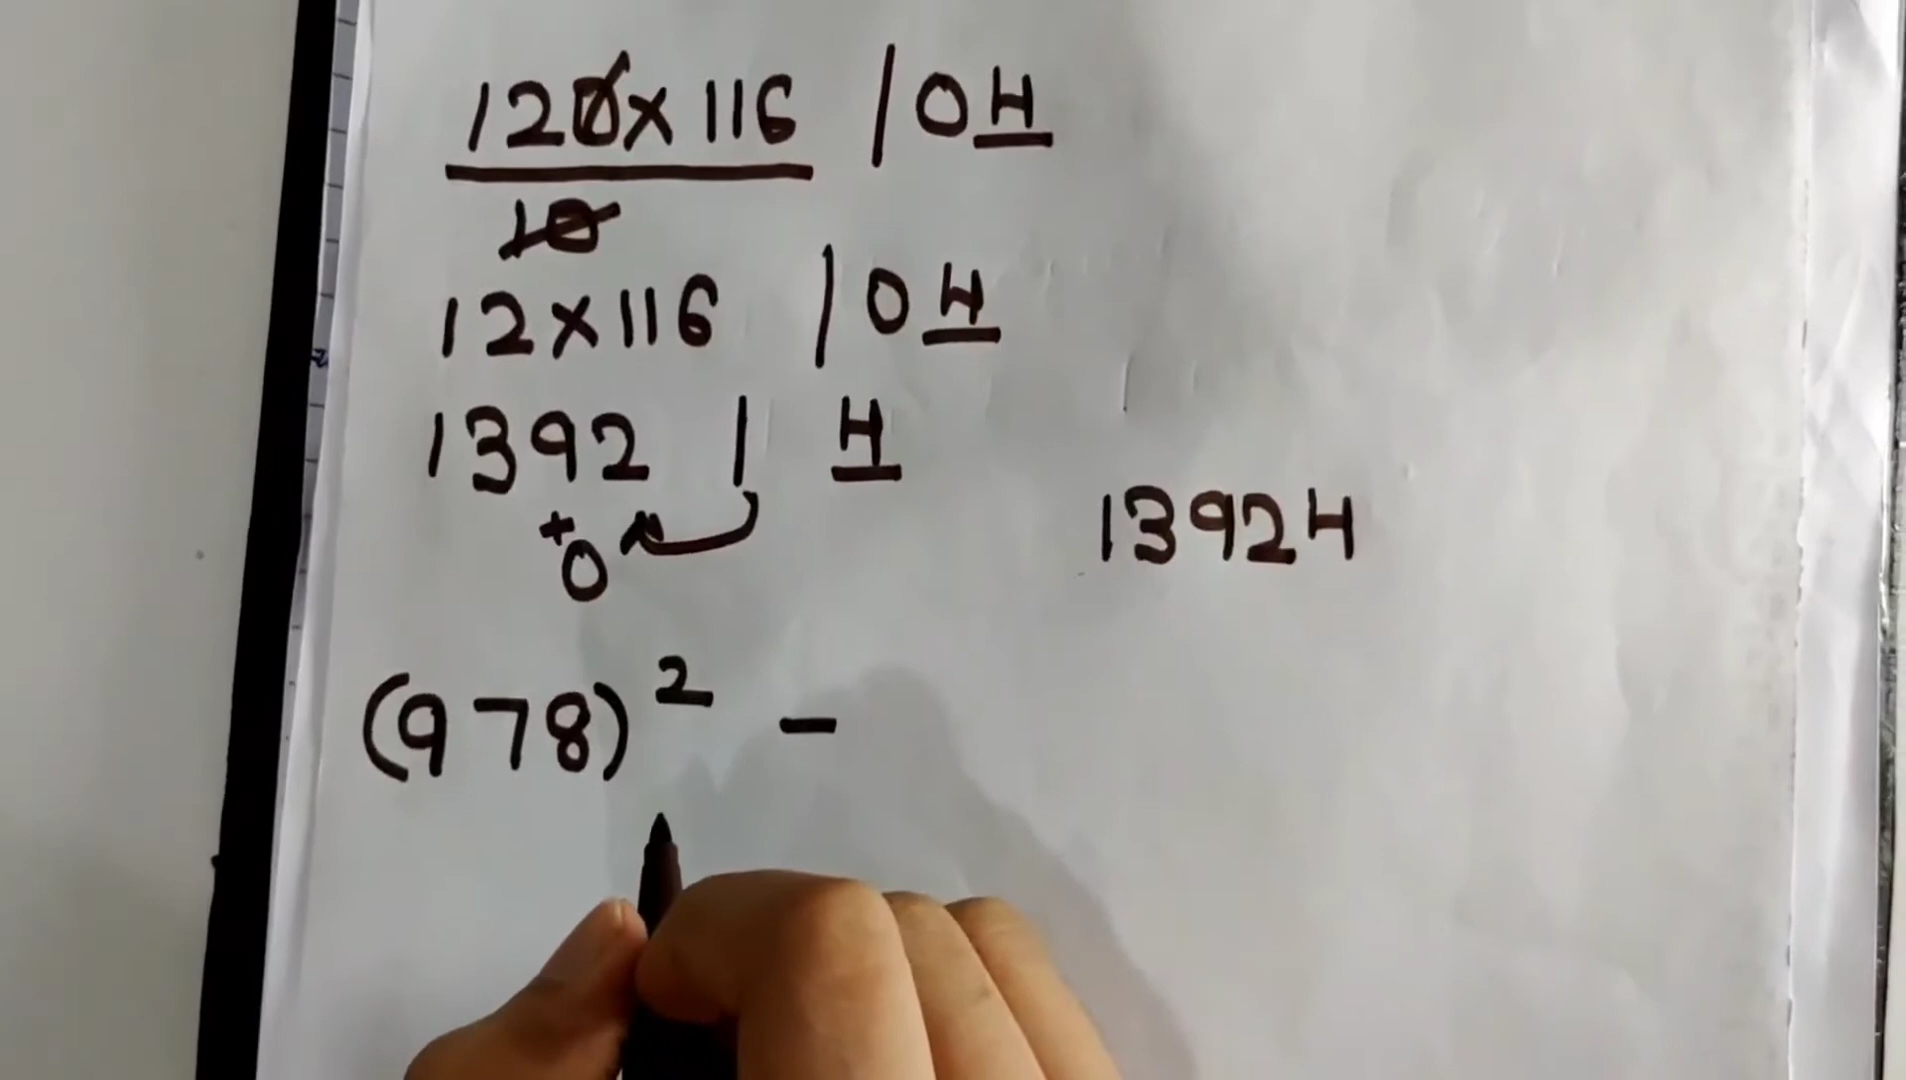 120x116 / 04
10
12x116 / 04
1392 / 4
+0
13924
(978)² -